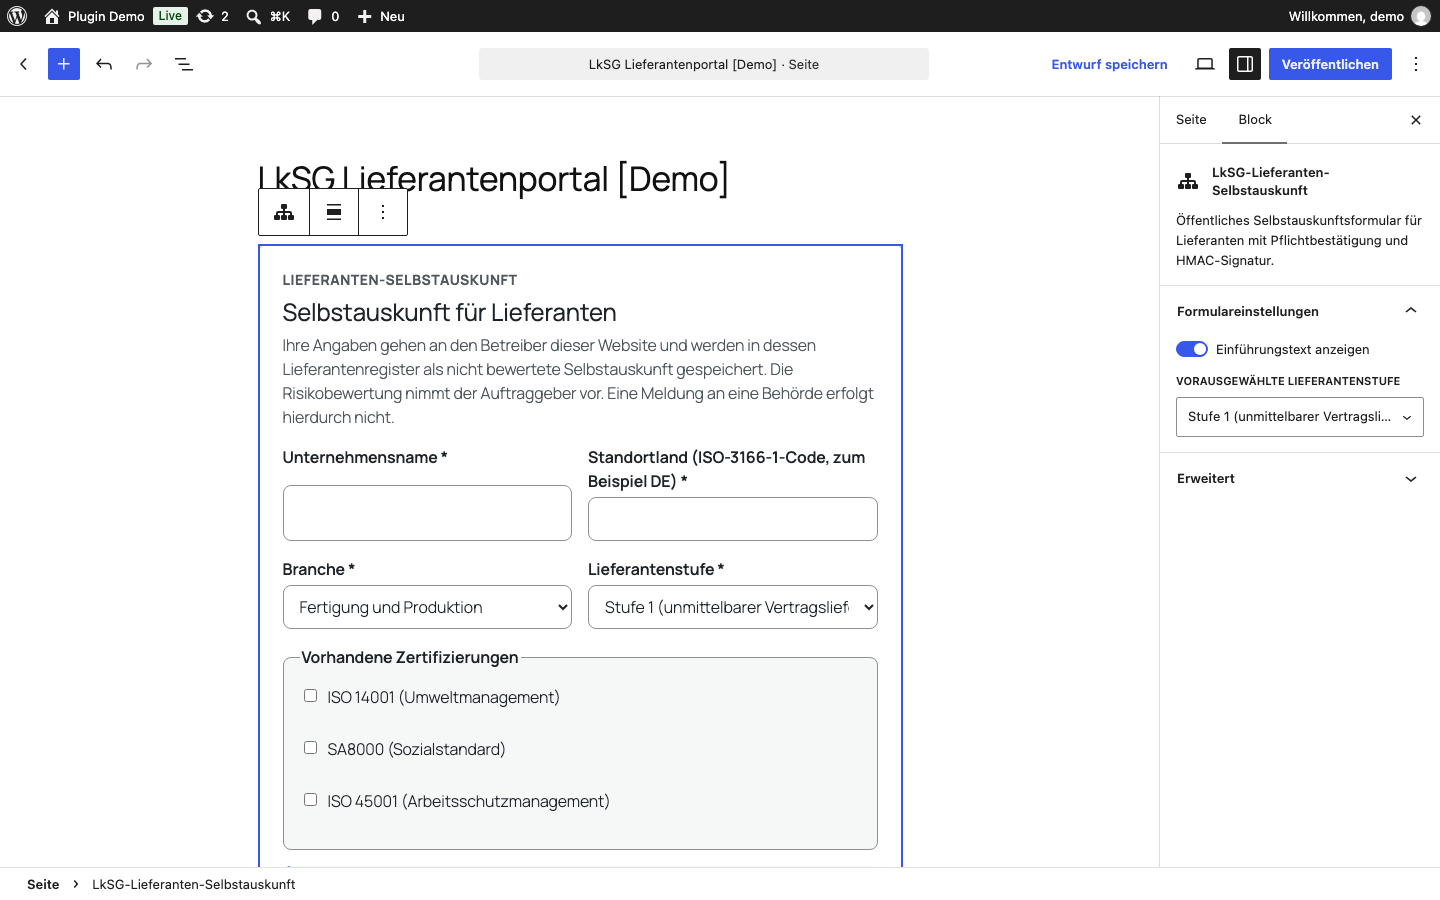 Plugin Demo Live 2 ⌘K 0 Neu Willkommen, demo
LkSG Lieferantenportal [Demo] · Seite
Entwurf speichern
Veröffentlichen
LkSG Lieferantenportal [Demo]
LIEFERANTEN-SELBSTAUSKUNFT
Selbstauskunft für Lieferanten
Ihre Angaben gehen an den Betreiber dieser Website und werden in dessen
Lieferantenregister als nicht bewertete Selbstauskunft gespeichert. Die
Risikobewertung nimmt der Auftraggeber vor. Eine Meldung an eine Behörde erfolgt
hierdurch nicht.
Unternehmensname *
Standortland (ISO-3166-1-Code, zum
Beispiel DE) *
Branche *
Lieferantenstufe *
Fertigung und Produktion
Stufe 1 (unmittelbarer Vertragslief
Vorhandene Zertifizierungen
ISO 14001 (Umweltmanagement)
SA8000 (Sozialstandard)
ISO 45001 (Arbeitsschutzmanagement)
Seite
Block
LkSG-Lieferanten-
Selbstauskunft
Öffentliches Selbstauskunftsformular für
Lieferanten mit Pflichtbestätigung und
HMAC-Signatur.
Formulareinstellungen
Einführungstext anzeigen
VORAUSGEWÄHLTE LIEFERANTENSTUFE
Stufe 1 (unmittelbarer Vertragsli...
Erweitert
Seite
LkSG-Lieferanten-Selbstauskunft